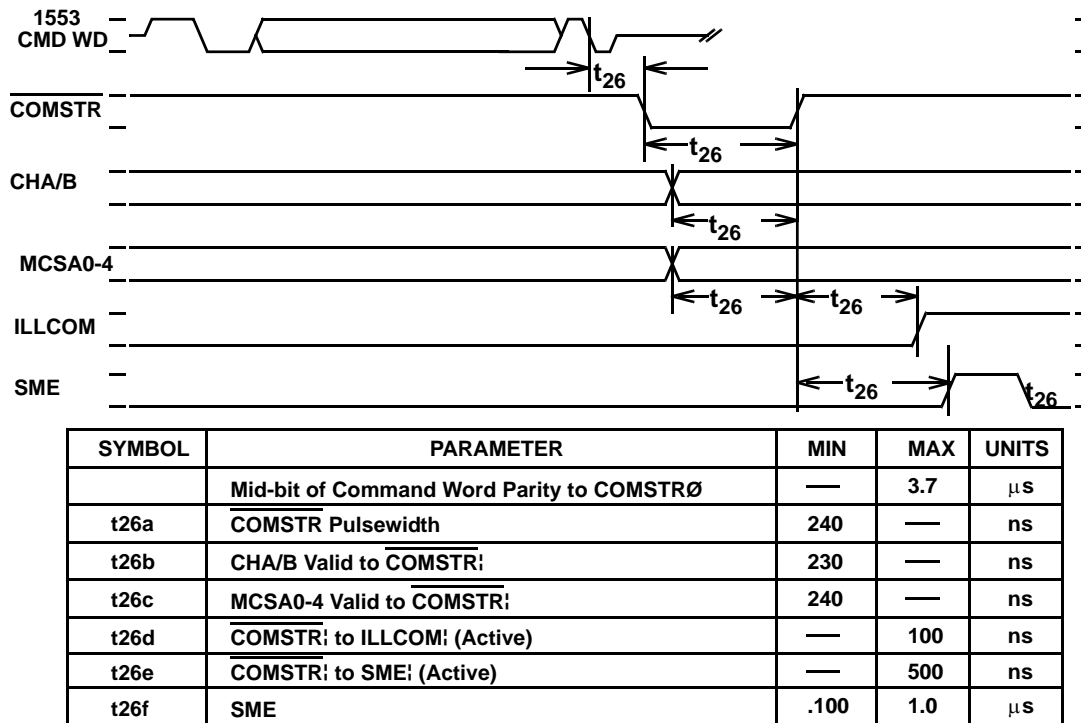 1553
CMD WD
t26
COMSTR
t26
CHA/B
t26
MCSA0-4
t26 t26
ILLCOM
SME
t26 t26
SYMBOL PARAMETER MIN MAX UNITS
Mid-bit of Command Word Parity to COMSTRØ — 3.7 µs
t26a COMSTR Pulsewidth 240 — ns
t26b CHA/B Valid to COMSTR¦ 230 — ns
t26c MCSA0-4 Valid to COMSTR¦ 240 — ns
t26d COMSTR¦ to ILLCOM¦ (Active) — 100 ns
t26e COMSTR¦ to SME¦ (Active) — 500 ns
t26f SME .100 1.0 µs